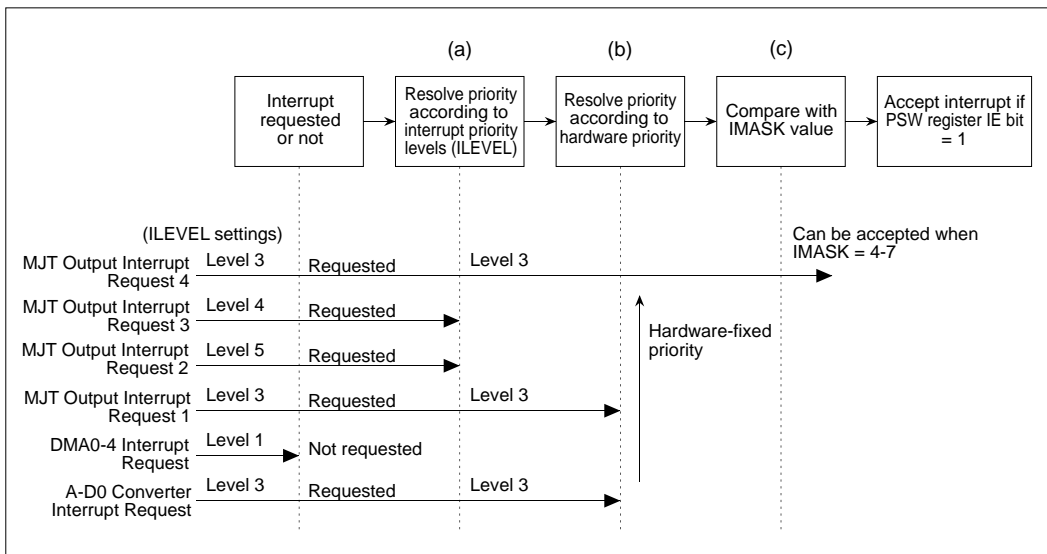 (a)
(b)
(c)
Interrupt
requested
or not
Resolve priority
according to
interrupt priority
levels (ILEVEL)
Resolve priority
according to
hardware priority
Compare with
IMASK value
Accept interrupt if
PSW register IE bit
= 1
(ILEVEL settings)
Can be accepted when
IMASK = 4-7
MJT Output Interrupt
Request 4
Level 3
Requested
Level 3
MJT Output Interrupt
Request 3
Level 4
Requested
Hardware-fixed
priority
MJT Output Interrupt
Request 2
Level 5
Requested
MJT Output Interrupt
Request 1
Level 3
Requested
Level 3
DMA0-4 Interrupt
Request
Level 1
Not requested
A-D0 Converter
Interrupt Request
Level 3
Requested
Level 3